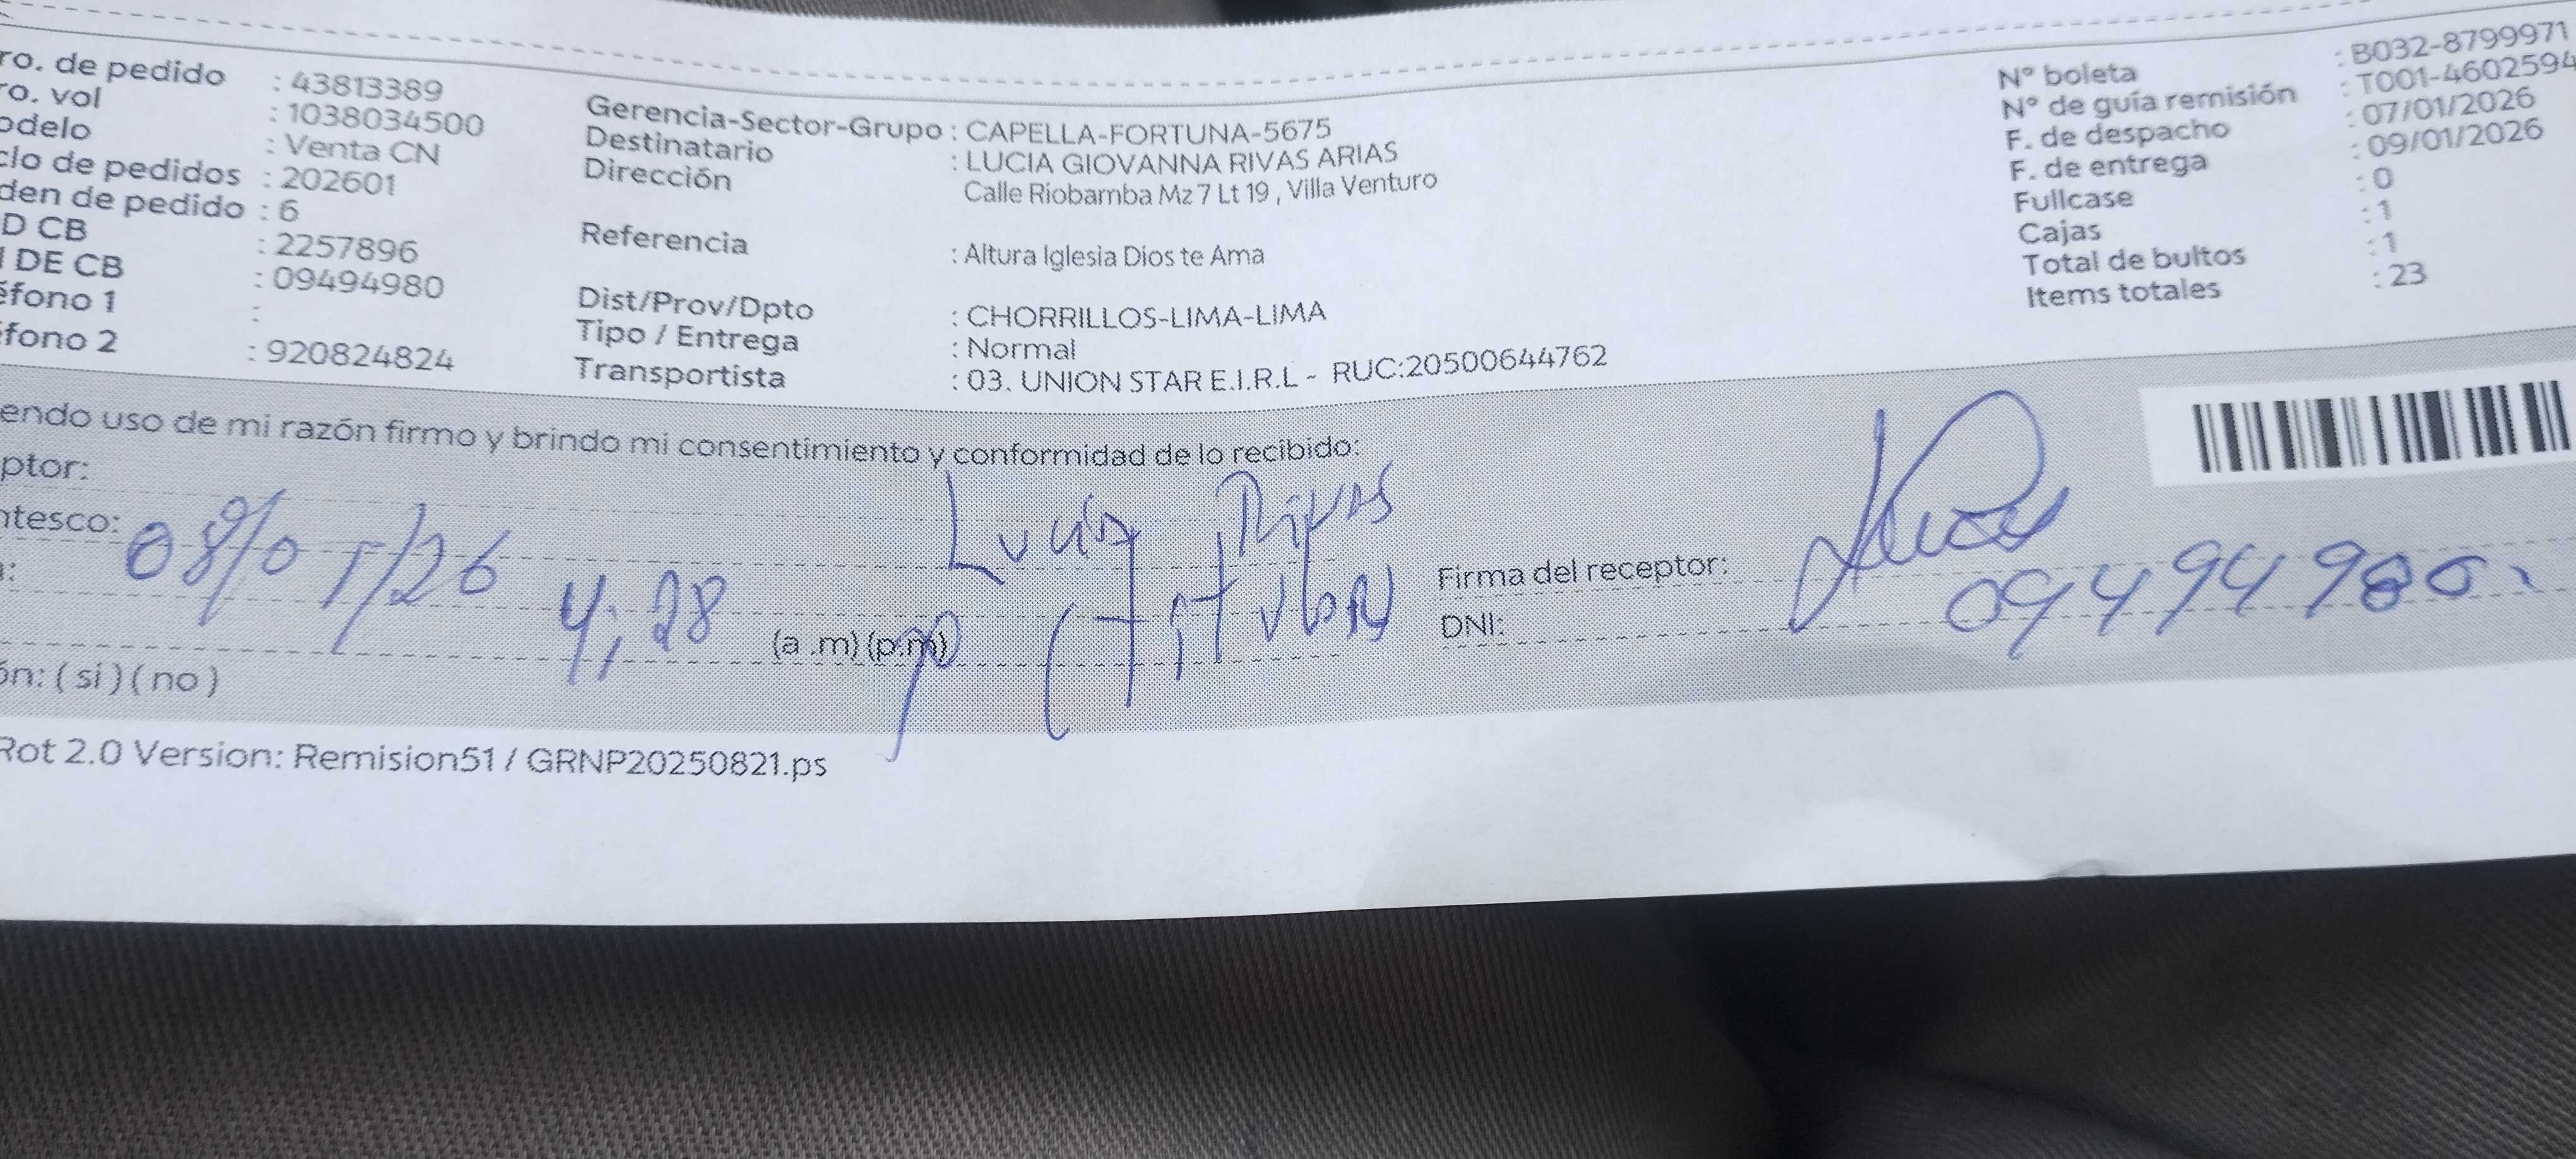 ro. de pedido : 43813389
ro. vol : 1038034500
odelo : Venta CN
clo de pedidos : 202601
den de pedido : 6
D CB : 2257896
I DE CB : 09494980
éfono 1 :
éfono 2 : 920824824
Gerencia-Sector-Grupo : CAPELLA-FORTUNA-5675
Destinatario : LUCIA GIOVANNA RIVAS ARIAS
Dirección Calle Riobamba Mz 7 Lt 19 , Villa Venturo
Referencia : Altura Iglesia Dios te Ama
Dist/Prov/Dpto : CHORRILLOS-LIMA-LIMA
Tipo / Entrega : Normal
Transportista : 03. UNION STAR E.I.R.L - RUC:20500644762
N° boleta : B032-8799971
N° de guía remisión : T001-4602594
F. de despacho : 07/01/2026
F. de entrega : 09/01/2026
Fullcase : 0
Cajas : 1
Total de bultos : 1
Items totales : 23
endo uso de mi razón firmo y brindo mi consentimiento y conformidad de lo recibido:
ptor: Lucia Rivas
ntesco: 08/01/26 (Titular)
a: 4:28 (a .m) (p.m)
Firma del receptor:
DNI: 09494980.
ón: ( si ) ( no )
Rot 2.0 Version: Remision51 / GRNP20250821.ps